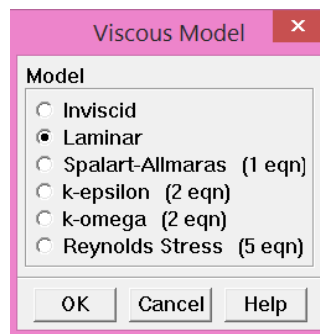 Viscous Model
x
Model
Inviscid
Laminar
Spalart-Allmaras (1 eqn)
k-epsilon (2 eqn)
k-omega (2 eqn)
Reynolds Stress (5 eqn)
OK Cancel Help